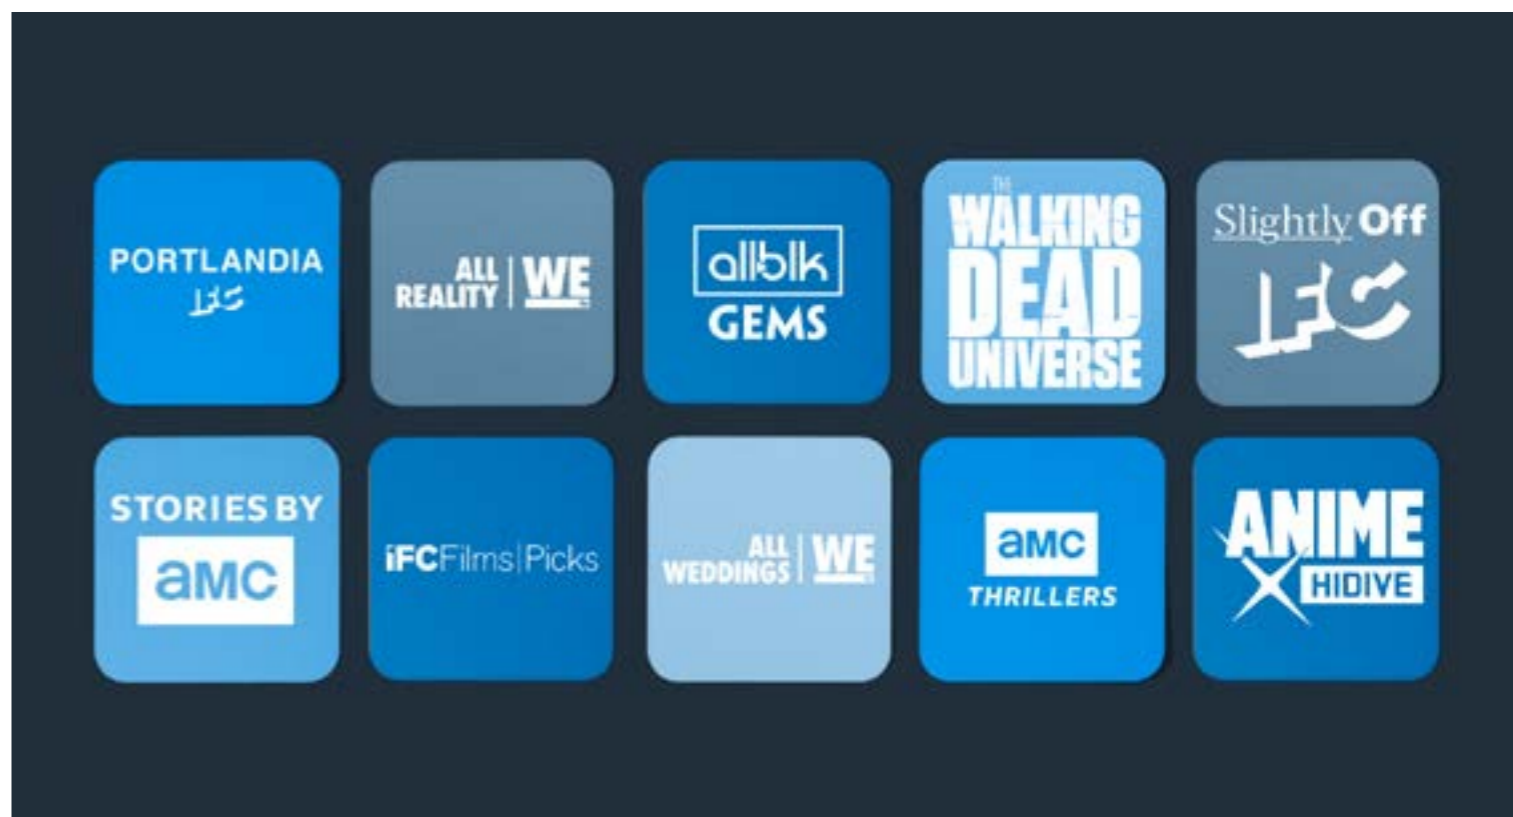 PORTLANDIA
IFC
ALL
REALITY
WE
allblk
GEMS
THE
WALKING
DEAD
UNIVERSE
Slightly Off
IFC
STORIES BY
aMC
iFCFilms|Picks
ALL
WEDDINGS
WE
aMC
THRILLERS
ANIME
X HIDIVE